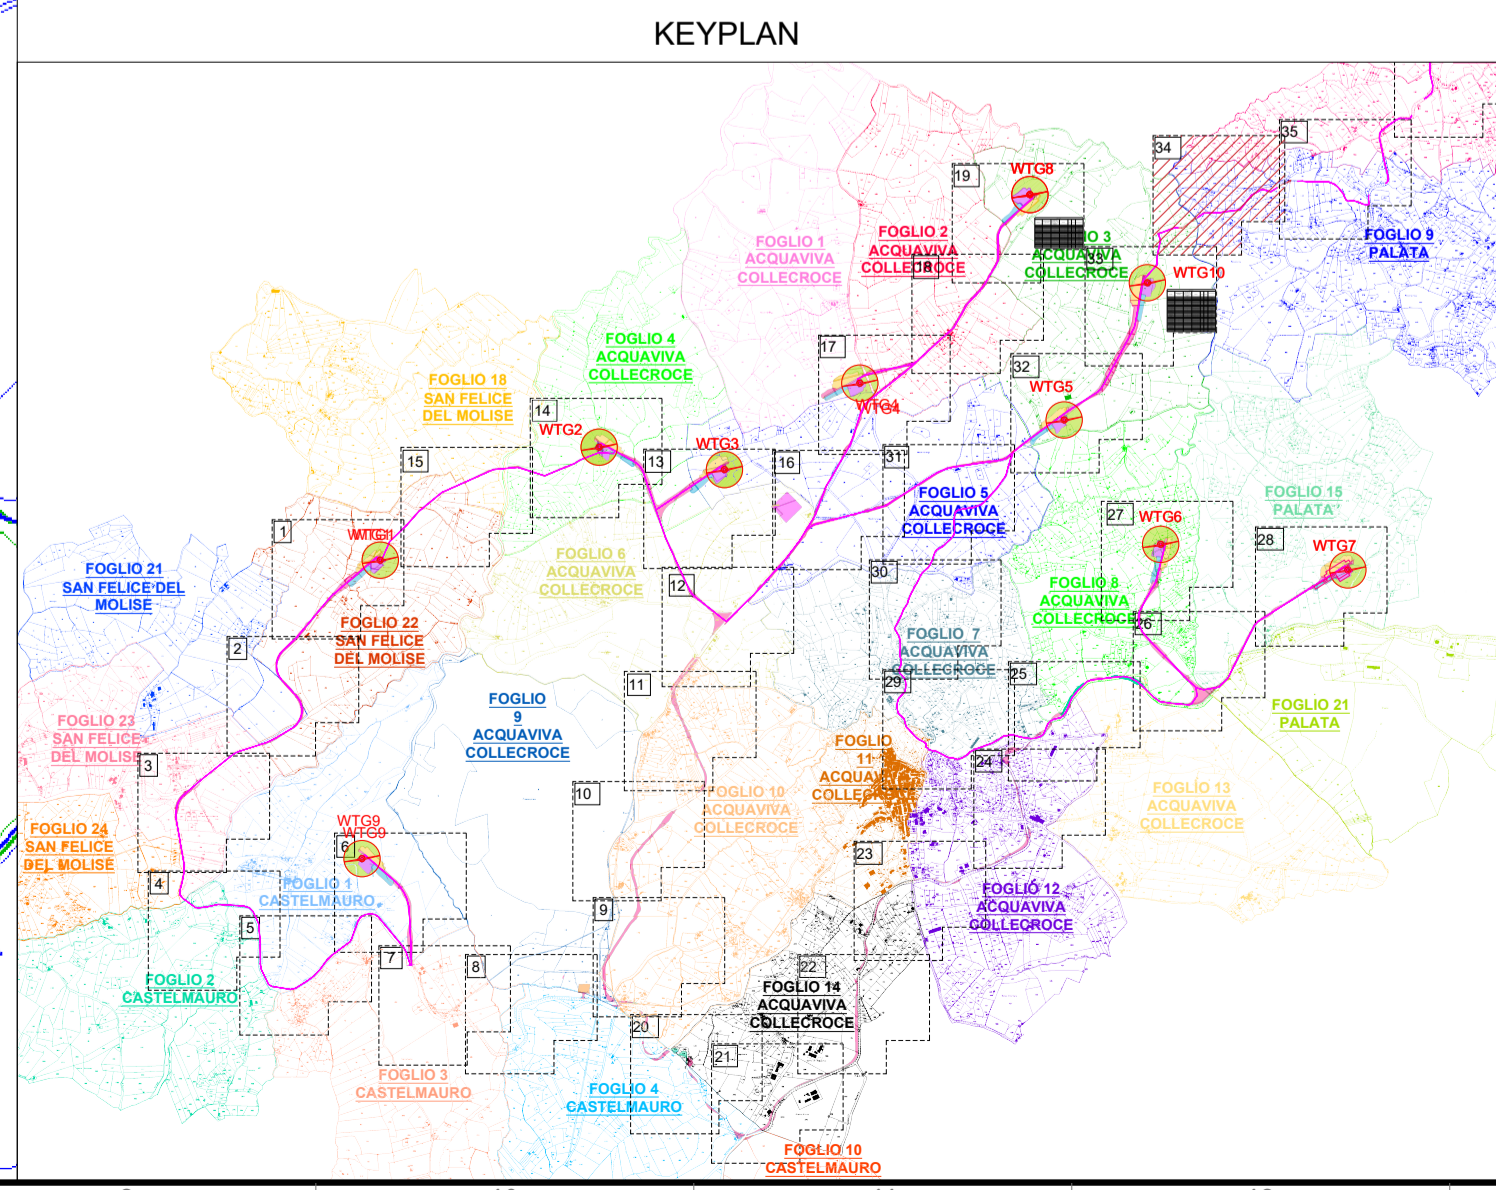 KEYPLAN
35
34
19
WTG8
FOGLIO 1
ACQUAVIVA
COLLECROCE
FOGLIO 2
ACQUAVIVA
COLLECROCE
18
IO 3
ACQUAVIVA
COLLECROCE
33
WTG10
FOGLIO 9
PALATA
FOGLIO 4
ACQUAVIVA
COLLECROCE
17
32
FOGLIO 18
SAN FELICE
DEL MOLISE
WTG5
WTG4
14
WTG2
WTG3
15
13
16
31
FOGLIO 5
ACQUAVIVA
COLLECROCE
FOGLIO 15
PALATA
27
WTG6
1
WTG1
28
WTG7
FOGLIO 21
SAN FELICE DEL
MOLISE
FOGLIO 6
ACQUAVIVA
COLLECROCE
30
12
FOGLIO 8
ACQUAVIVA
COLLECROCE
26
FOGLIO 22
SAN FELICE
DEL MOLISE
2
FOGLIO 7
ACQUAVIVA
COLLECROCE
29
25
11
FOGLIO
9
ACQUAVIVA
COLLECROCE
FOGLIO 21
PALATA
FOGLIO 23
SAN FELICE
DEL MOLISE
3
FOGLIO
11
ACQUAVIVA
COLLECROCE
24
10
FOGLIO 10
ACQUAVIVA
COLLECROCE
FOGLIO 13
ACQUAVIVA
COLLECROCE
FOGLIO 24
SAN FELICE
DEL MOLISE
WTG9
WTG9
6
23
4
FOGLIO 1
CASTELMAURO
FOGLIO 12
ACQUAVIVA
COLLECROCE
9
5
7
8
22
FOGLIO 2
CASTELMAURO
FOGLIO 14
ACQUAVIVA
COLLECROCE
20
21
FOGLIO 3
CASTELMAURO
FOGLIO 4
CASTELMAURO
FOGLIO 10
CASTELMAURO